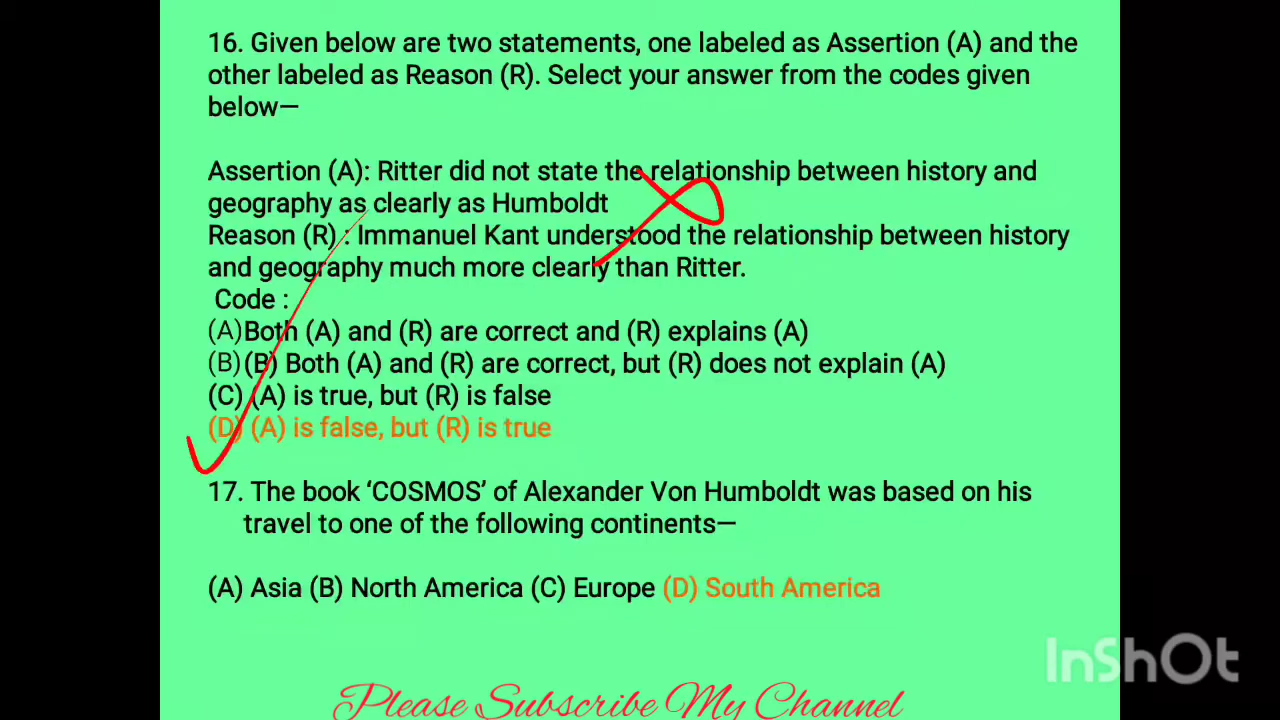 16. Given below are two statements, one labeled as Assertion (A) and the
other labeled as Reason (R). Select your answer from the codes given
below—
Assertion (A): Ritter did not state the relationship between history and
geography as clearly as Humboldt
Reason (R) : Immanuel Kant understood the relationship between history
and geography much more clearly than Ritter.
Code :
(A)Both (A) and (R) are correct and (R) explains (A)
(B)(B) Both (A) and (R) are correct, but (R) does not explain (A)
(C) (A) is true, but (R) is false
(D) (A) is false, but (R) is true
17. The book ‘COSMOS’ of Alexander Von Humboldt was based on his
travel to one of the following continents—
(A) Asia (B) North America (C) Europe (D) South America
InShOt
Please Subscribe My Channel